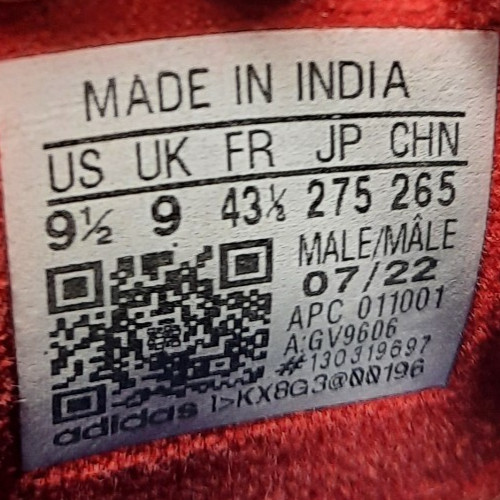 MADE IN INDIA
US UK FR JP CHN
9½ 9 43⅓ 275 265
MALE/MÂLE
07/22
APC 011001
A:GV9606
#130319697
adidas 1>KX8G3@00196